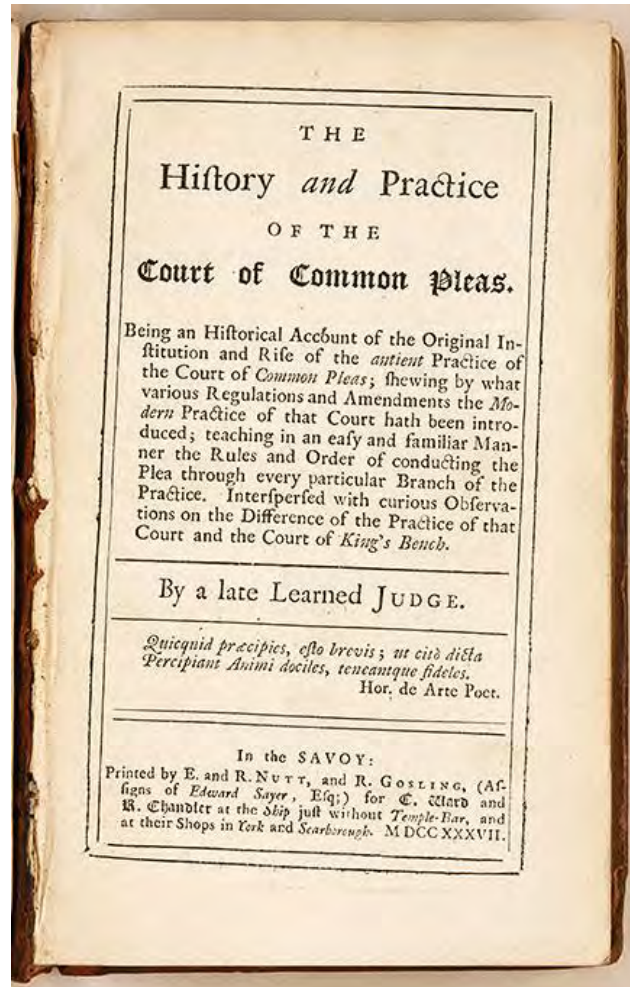 THE
Hiſtory and Practice
OF THE
Court of Common Pleas.
Being an Hiſtorical Account of the Original In-
ſtitution and Riſe of the antient Practice of
the Court of Common Pleas; ſhewing by what
various Regulations and Amendments the Mo-
dern Practice of that Court hath been intro-
duced; teaching in an eaſy and familiar Man-
ner the Rules and Order of conducting the
Plea through every particular Branch of the
Practice. Interſperſed with curious Obſerva-
tions on the Difference of the Practice of that
Court and the Court of King's Bench.
By a late Learned JUDGE.
Quicquid præcipies, eſto brevis; ut citò dicta
Percipiant Animi dociles, teneantque fideles.
Hor. de Arte Poet.
In the SAVOY:
Printed by E. and R. NUTT, and R. GOSLING, (Aſ-
ſigns of Edward Sayer, Eſq;) for C. Ward and
R. Chandler at the Ship juſt without Temple-Bar, and
at their Shops in York and Scarborough. MDCCXXXVII.